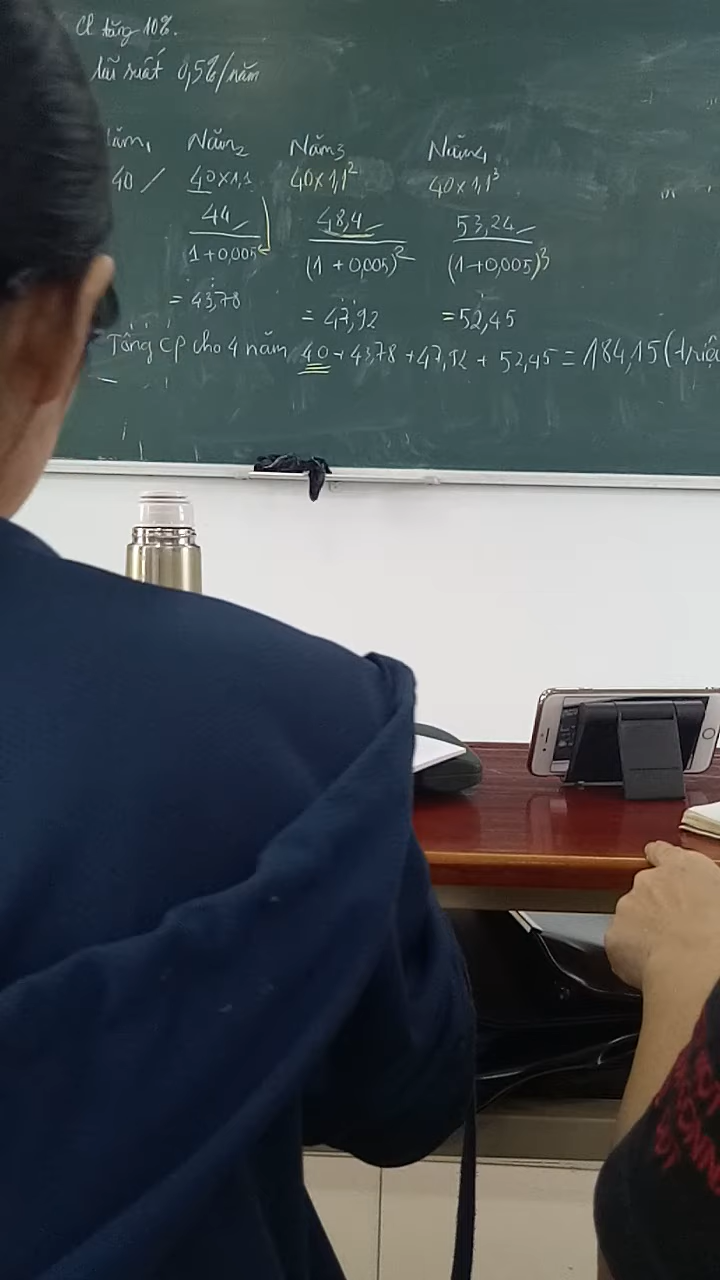 Cl tăng 10%.
lãi suất 0,5%/năm
Năm1 Năm2 Năm3 Năm4
40 / 40×1,1 40×1,1² 40×1,1³
44 48,4 53,24
1+0,005 (1+0,005)² (1+0,005)³
= 43,78 = 47,92 = 52,45
Tổng CP cho 4 năm 40 + 43,78 + 47,92 + 52,45 = 184,15 (triệu